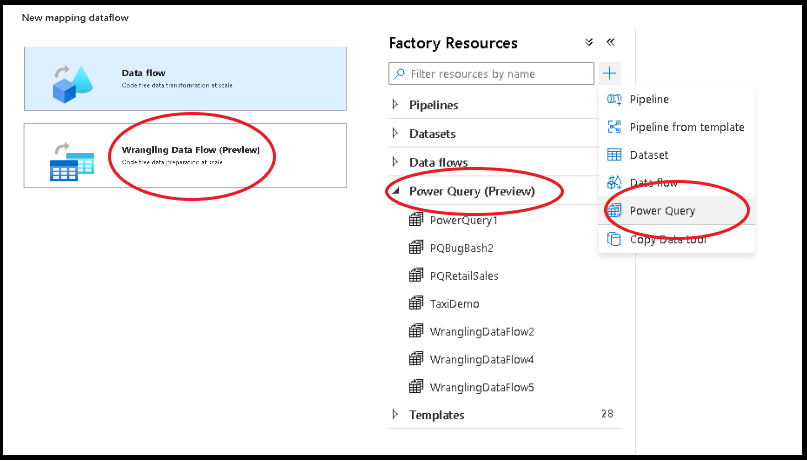 New mapping dataflow
Data flow
Code free data transformation at scale
Wrangling Data Flow (Preview)
Code free data preparation at scale
Factory Resources
Filter resources by name
Pipelines
Datasets
Data flows
Power Query (Preview)
PowerQuery1
PQBugBash2
PQRetailSales
TaxiDemo
WranglingDataFlow2
WranglingDataFlow4
WranglingDataFlow5
Templates 28
Pipeline
Pipeline from template
Dataset
Data flow
Power Query
Copy Data tool